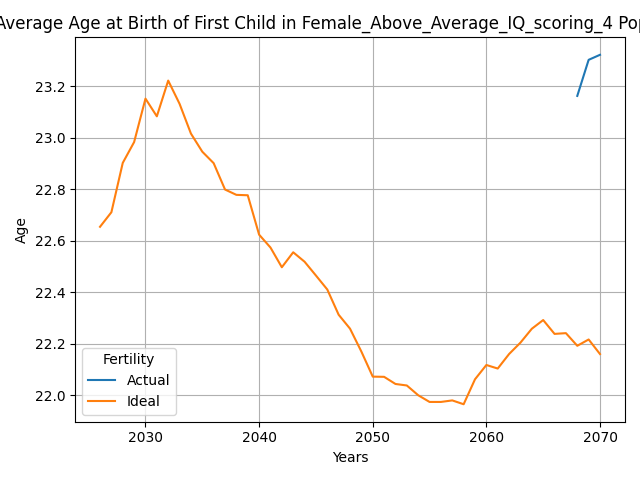 Average Age at Birth of First Child in Female_Above_Average_IQ_scoring_4 Pop
23.2
23.0
22.8
22.6
22.4
22.2
22.0
Age
Fertility
Actual
Ideal
2030 2040 2050 2060 2070
Years